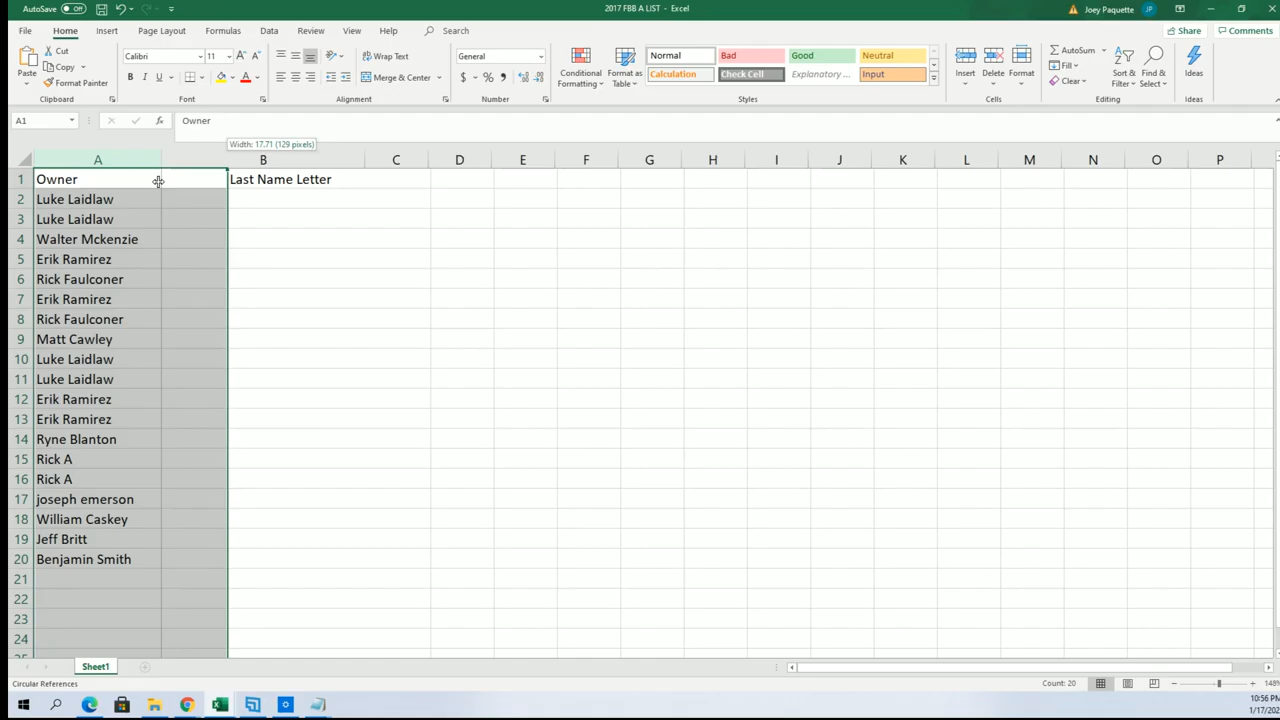 AutoSave Off 2017 FBB A LIST - Excel Joey Paquette JP
File Home Insert Page Layout Formulas Data Review View Help Search Share Comments
Paste Cut Copy Format Painter Clipboard
Calibri 11 B I U A A Font
Wrap Text Merge & Center Alignment
General $ % , Number
Conditional Formatting Format as Table
Normal Bad Good Neutral
Calculation Check Cell Explanatory ... Input
Styles
Insert Delete Format Cells
AutoSum Fill Clear Sort & Filter Find & Select Editing
Ideas Ideas
A1 fx Owner
Width: 17.71 (129 pixels)
A B C D E F G H I J K L M N O P
1 Owner Last Name Letter
2 Luke Laidlaw
3 Luke Laidlaw
4 Walter Mckenzie
5 Erik Ramirez
6 Rick Faulconer
7 Erik Ramirez
8 Rick Faulconer
9 Matt Cawley
10 Luke Laidlaw
11 Luke Laidlaw
12 Erik Ramirez
13 Erik Ramirez
14 Ryne Blanton
15 Rick A
16 Rick A
17 joseph emerson
18 William Caskey
19 Jeff Britt
20 Benjamin Smith
21
22
23
24
Sheet1
Circular References Count: 20 148%
10:56 PM
1/17/202